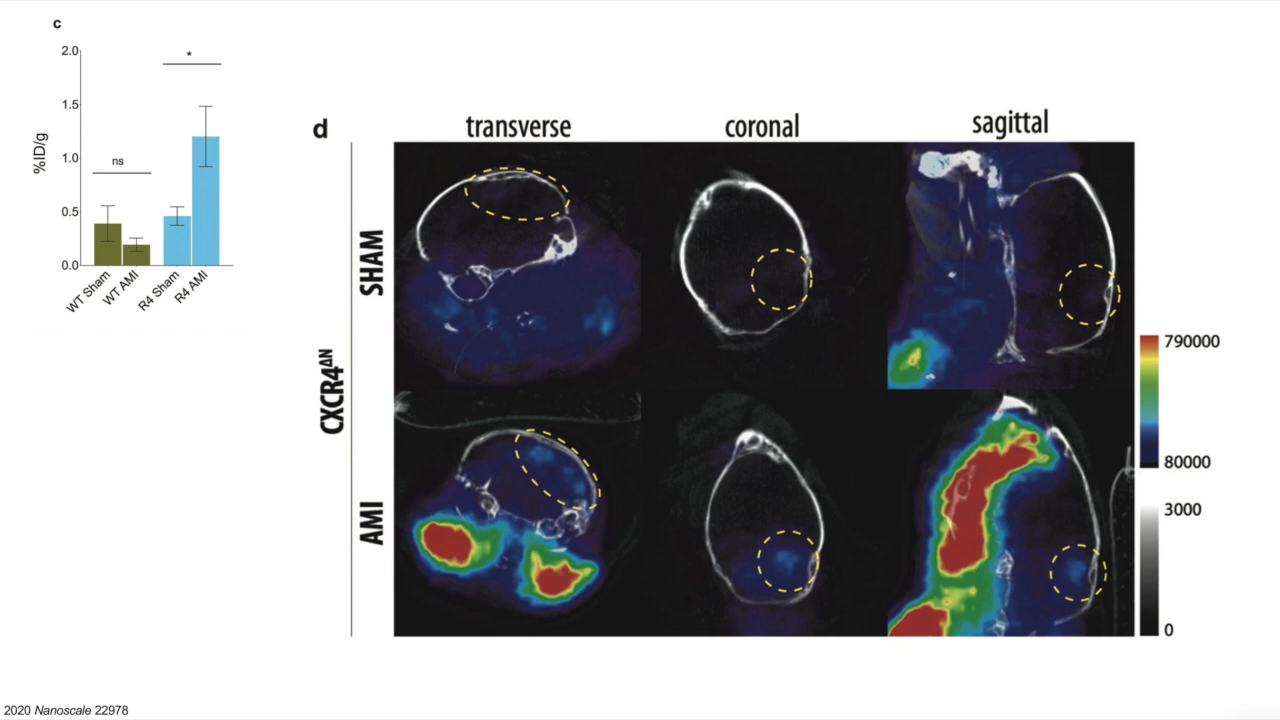 c
2.0
1.5
1.0
0.5
0.0
%ID/g
ns
*
WT Sham
WT AMI
R4 Sham
R4 AMI
d
transverse
coronal
sagittal
SHAM
CXCR4ΔN
AMI
790000
80000
3000
0
2020 Nanoscale 22978